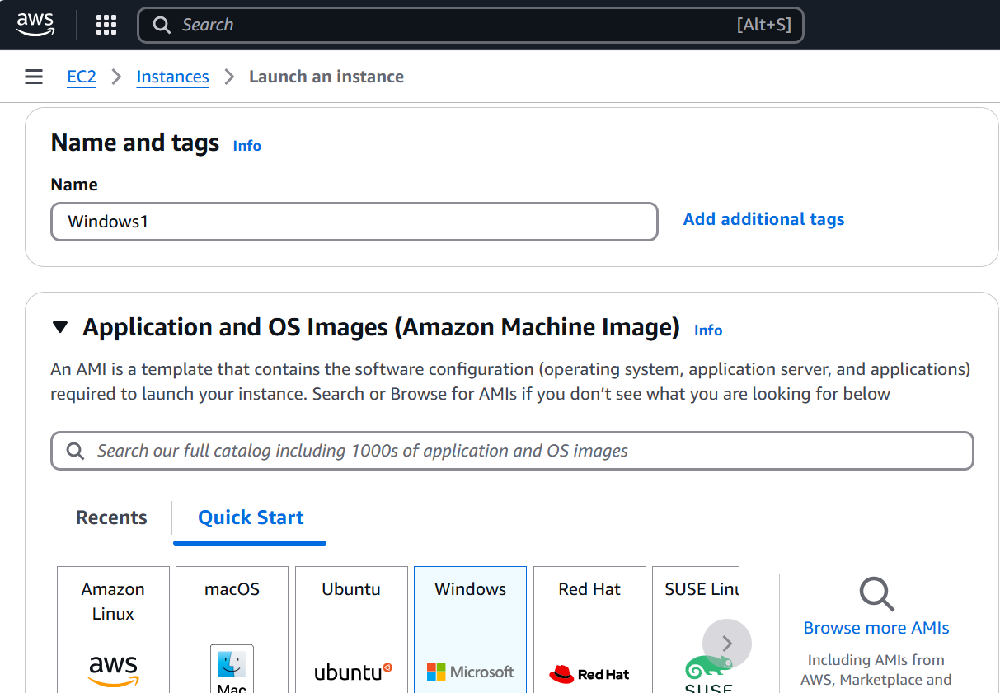 aws
Search [Alt+S]
EC2 Instances Launch an instance
Name and tags Info
Name
Windows1 Add additional tags
Application and OS Images (Amazon Machine Image) Info
An AMI is a template that contains the software configuration (operating system, application server, and applications)
required to launch your instance. Search or Browse for AMIs if you don’t see what you are looking for below
Search our full catalog including 1000s of application and OS images
Recents Quick Start
Amazon
Linux
aws
macOS
Mac
Ubuntu
ubuntu
Windows
Microsoft
Red Hat
Red Hat
SUSE Linu
SUSE
Browse more AMIs
Including AMIs from
AWS, Marketplace and